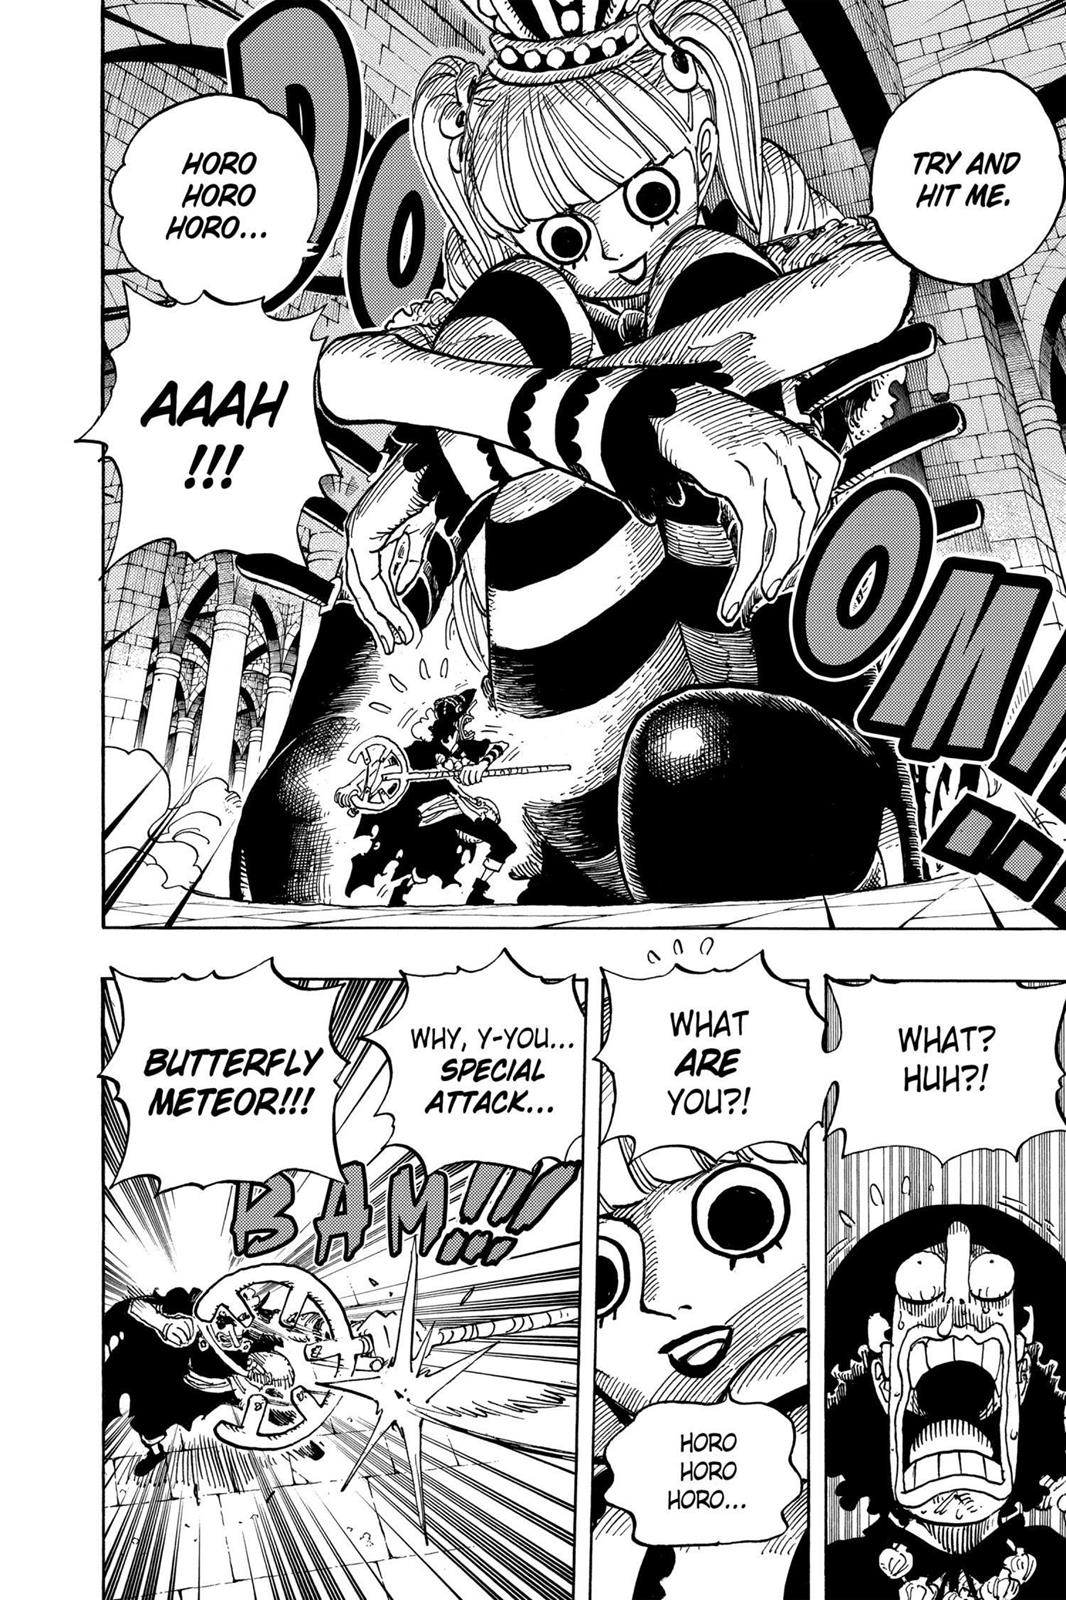 TRY AND
HIT ME.
HORO
HORO
HORO...
AAAH
!!!
DOOOMII
WHAT?
HUH?!
WHAT
ARE
YOU?!
HORO
HORO
HORO...
WHY, Y-YOU...
SPECIAL
ATTACK...
BUTTERFLY
METEOR!!!
BAM!!!